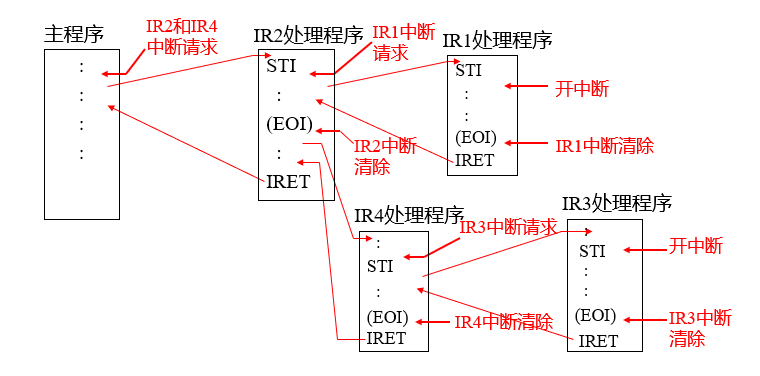 主程序
:
:
:
:
IR2和IR4
中断请求
IR2处理程序
STI
:
(EOI)
:
IRET
IR1中断
请求
IR2中断
清除
IR1处理程序
STI
:
:
(EOI)
IRET
开中断
IR1中断清除
IR4处理程序
:
STI
:
(EOI)
IRET
IR3中断请求
IR4中断清除
IR3处理程序
:
STI
:
:
(EOI)
IRET
开中断
IR3中断
清除